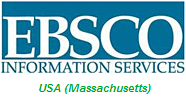 EBSCO
INFORMATION SERVICES
USA (Massachusetts)